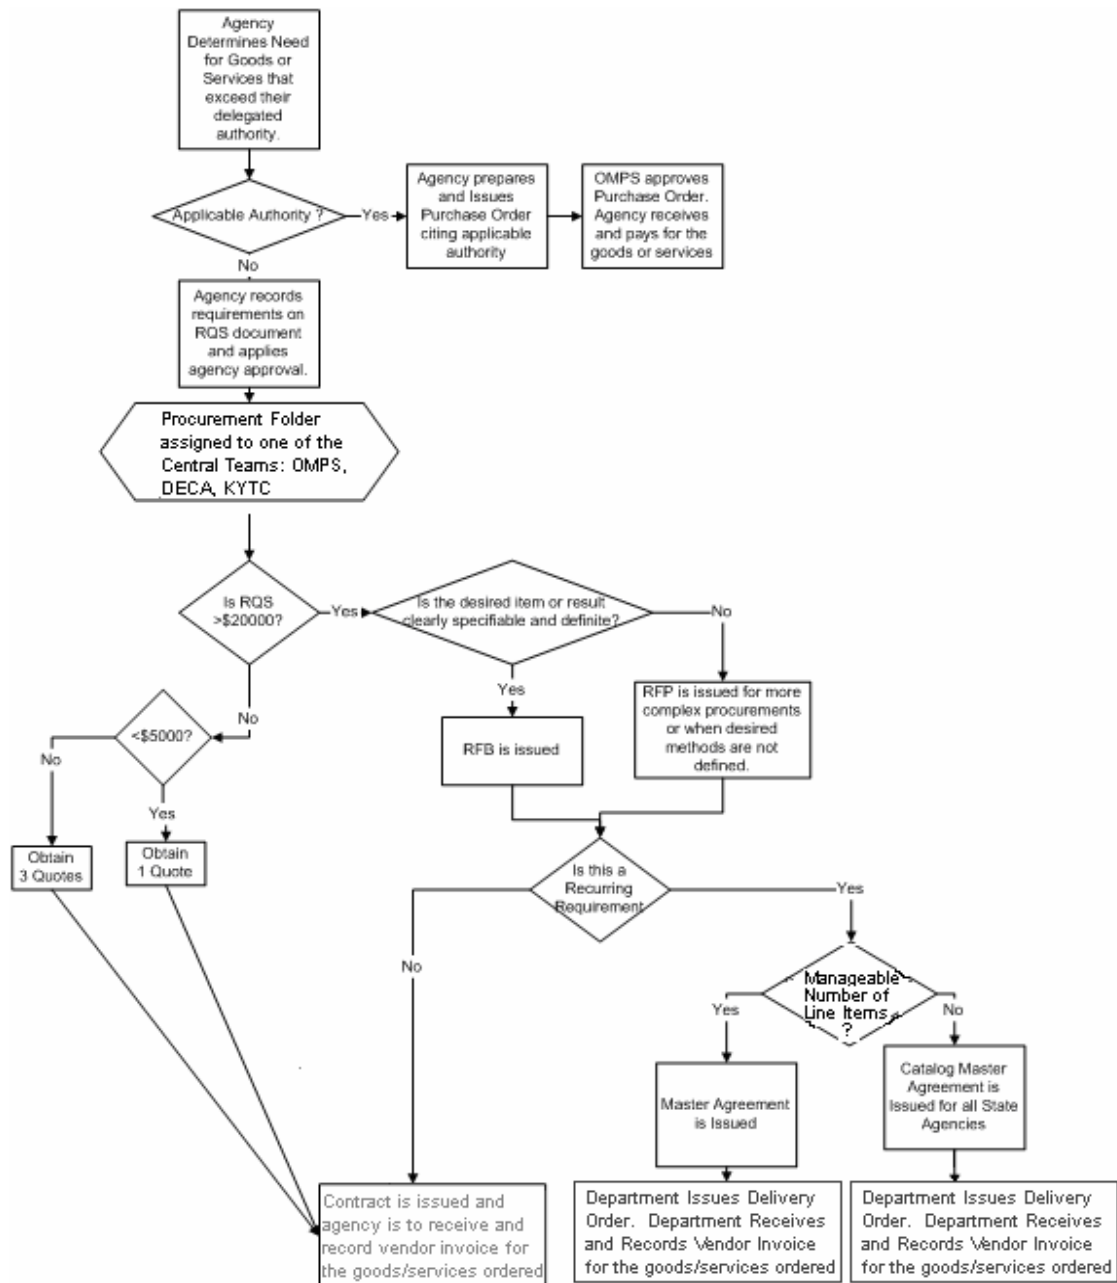 Agency
Determines Need
for Goods or
Services that
exceed their
delegated
authority.
Applicable Authority ?
Yes
Agency prepares
and Issues
Purchase Order
citing applicable
authority
OMPS approves
Purchase Order.
Agency receives
and pays for the
goods or services
No
Agency records
requirements on
RQS document
and applies
agency approval.
Procurement Folder
assigned to one of the
Central Teams: OMPS,
DECA, KYTC
Is RQS
>$20000?
Yes
Is the desired item or result
clearly specifiable and definite?
No
Yes
RFP is issued for more
complex procurements
or when desired
methods are not
defined.
No
RFB is issued
<$5000?
No
Yes
Obtain
3 Quotes
Obtain
1 Quote
Is this a
Recurring
Requirement
Yes
No
Manageable
Number of
Line Items
?
Yes
No
Master Agreement
is Issued
Catalog Master
Agreement is
Issued for all State
Agencies
Contract is issued and
agency is to receive and
record vendor invoice for
the goods/services ordered
Department Issues Delivery
Order. Department Receives
and Records Vendor Invoice
for the goods/services ordered
Department Issues Delivery
Order. Department Receives
and Records Vendor Invoice
for the goods/services ordered